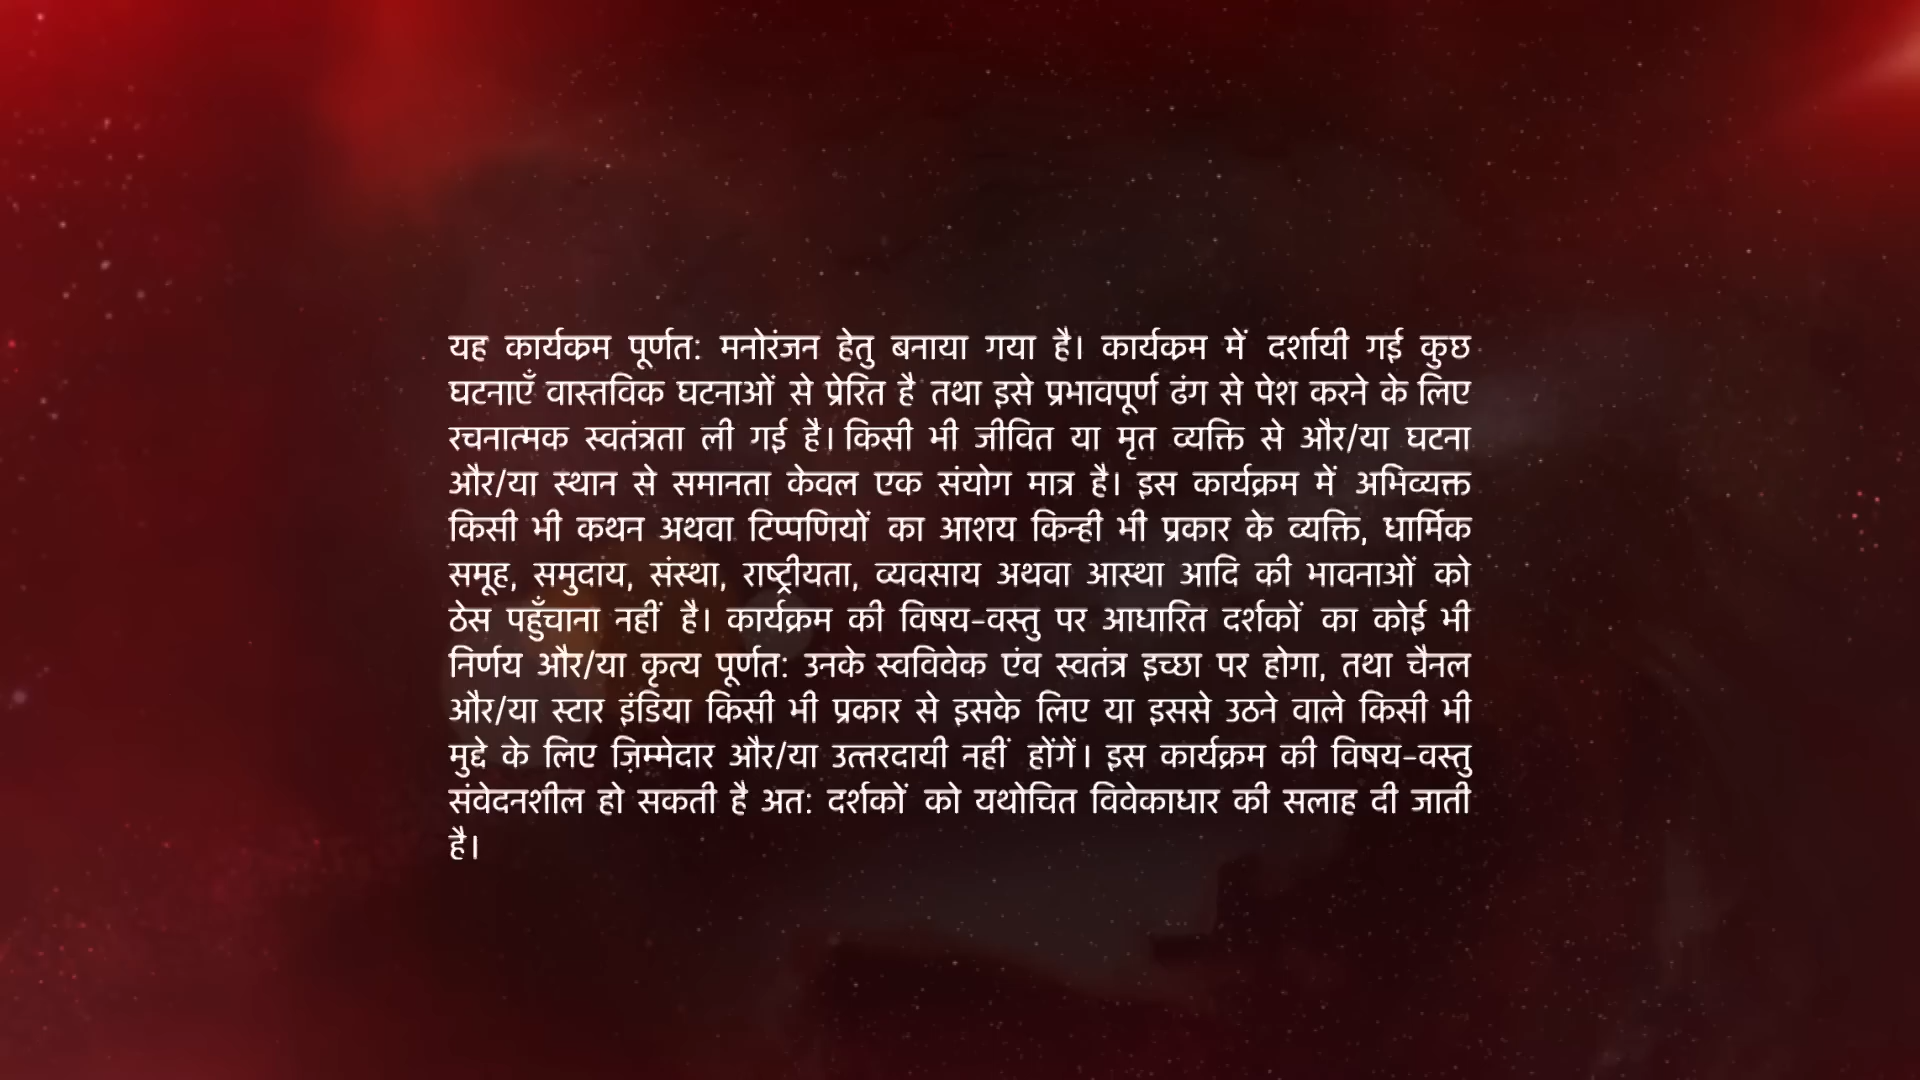 यह कार्यक्रम पूर्णत: मनोरंजन हेतु बनाया गया है। कार्यक्रम में दर्शायी गई कुछ
घटनाएँ वास्तविक घटनाओं से प्रेरित है तथा इसे प्रभावपूर्ण ढंग से पेश करने के लिए
रचनात्मक स्वतंत्रता ली गई है। किसी भी जीवित या मृत व्यक्ति से और/या घटना
और/या स्थान से समानता केवल एक संयोग मात्र है। इस कार्यक्रम में अभिव्यक्त
किसी भी कथन अथवा टिप्पणियों का आशय किन्ही भी प्रकार के व्यक्ति, धार्मिक
समूह, समुदाय, संस्था, राष्ट्रीयता, व्यवसाय अथवा आस्था आदि की भावनाओं को
ठेस पहुँचाना नहीं है। कार्यक्रम की विषय-वस्तु पर आधारित दर्शकों का कोई भी
निर्णय और/या कृत्य पूर्णत: उनके स्वविवेक एंव स्वतंत्र इच्छा पर होगा, तथा चैनल
और/या स्टार इंडिया किसी भी प्रकार से इसके लिए या इससे उठने वाले किसी भी
मुद्दे के लिए ज़िम्मेदार और/या उत्तरदायी नहीं होंगें। इस कार्यक्रम की विषय-वस्तु
संवेदनशील हो सकती है अत: दर्शकों को यथोचित विवेकाधार की सलाह दी जाती
है।